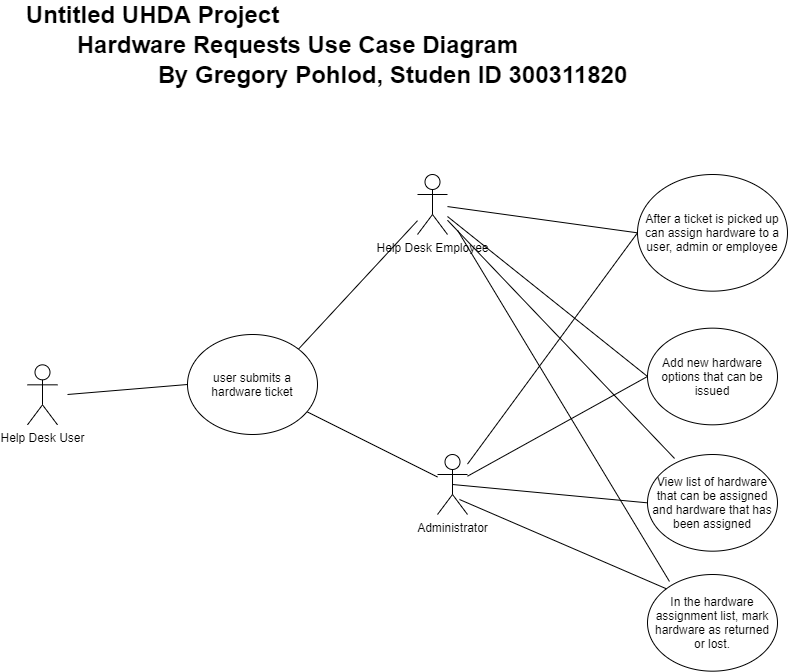 Untitled UHDA Project
Hardware Requests Use Case Diagram
By Gregory Pohlod, Studen ID 300311820
After a ticket is picked up
can assign hardware to a
user, admin or employee
Help Desk Employee
Add new hardware
options that can be
issued
user submits a
hardware ticket
Help Desk User
View list of hardware
that can be assigned
and hardware that has
been assigned
Administrator
In the hardware
assignment list, mark
hardware as returned
or lost.